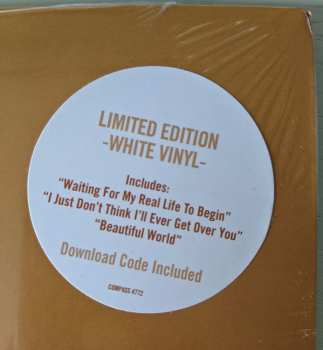 LIMITED EDITION
-WHITE VINYL-
Includes:
"Waiting For My Real Life To Begin"
"I Just Don't Think I'll Ever Get Over You"
"Beautiful World"
Download Code Included
COMPASS 4772